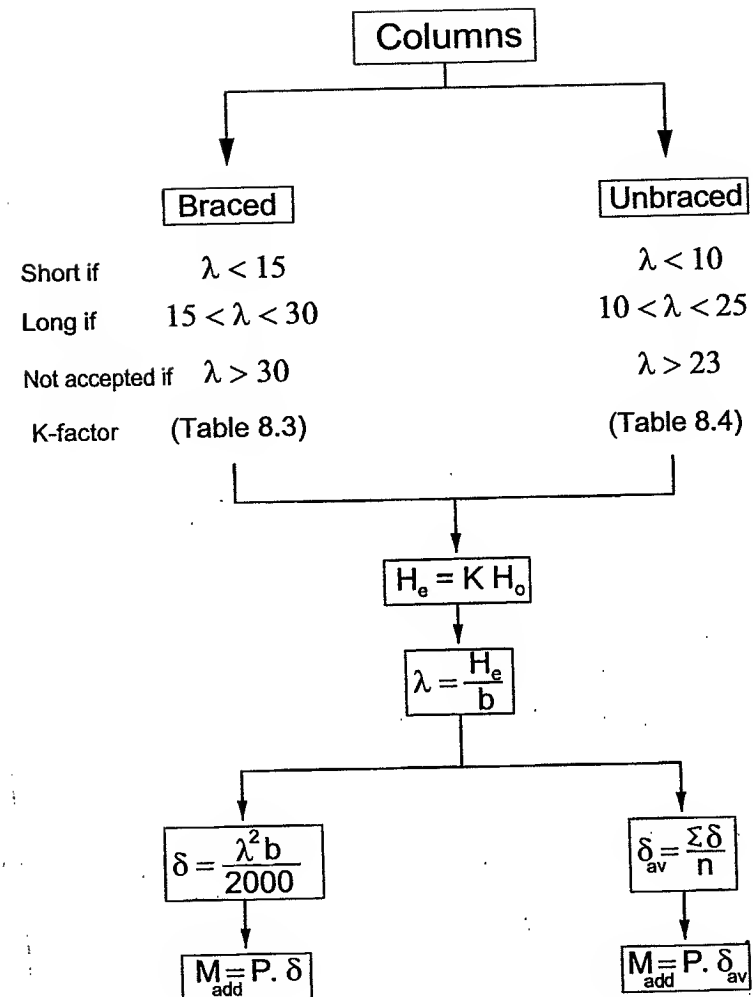 Columns
Braced Unbraced
Short if λ < 15 λ < 10
Long if 15 < λ < 30 10 < λ < 25
Not accepted if λ > 30 λ > 23
K-factor (Table 8.3) (Table 8.4)
H_e = K H_o
λ = H_e / b
δ = λ² b / 2000 δ_av = Σδ / n
M_add = P. δ M_add = P. δ_av